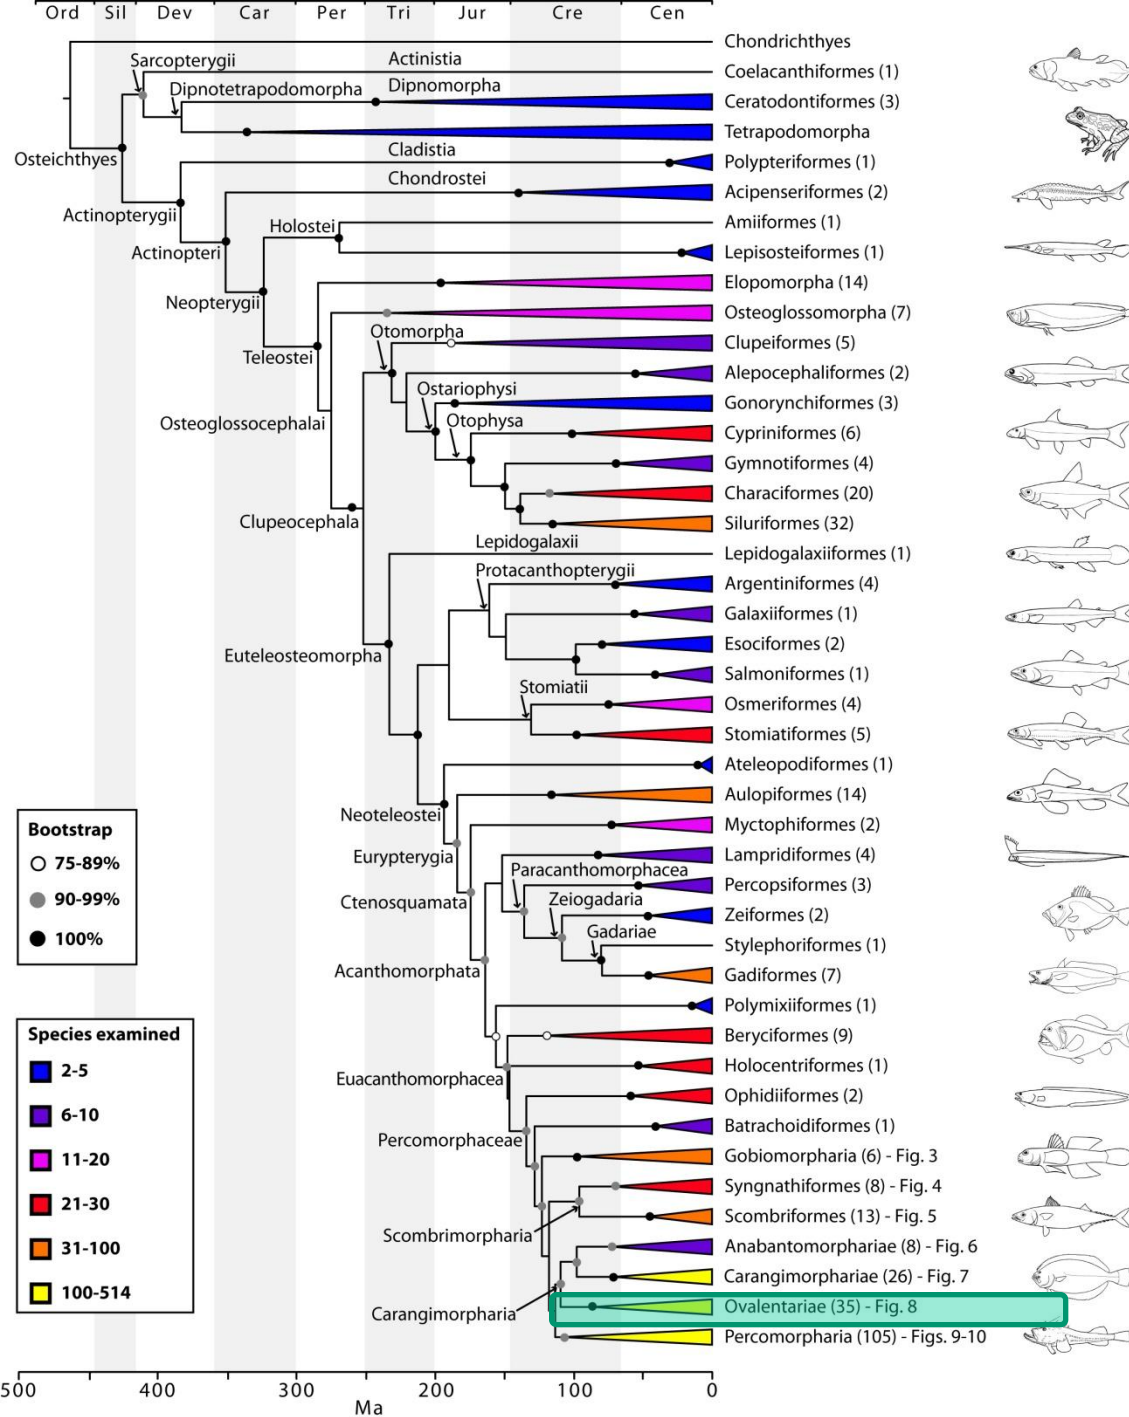 Ord Sil Dev Car Per Tri Jur Cre Cen
Chondrichthyes
Sarcopterygii
Actinistia
Coelacanthiformes (1)
Dipnotetrapodomorpha
Dipnomorpha
Ceratodontiformes (3)
Tetrapodomorpha
Osteichthyes
Cladistia
Polypteriformes (1)
Chondrostei
Acipenseriformes (2)
Actinopterygii
Holostei
Amiiformes (1)
Actinopteri
Lepisosteiformes (1)
Elopomorpha (14)
Neopterygii
Osteoglossomorpha (7)
Otomorpha
Clupeiformes (5)
Teleostei
Alepocephaliformes (2)
Ostariophysi
Gonorynchiformes (3)
Osteoglossocephalai
Otophysa
Cypriniformes (6)
Gymnotiformes (4)
Characiformes (20)
Clupeocephala
Siluriformes (32)
Lepidogalaxii
Lepidogalaxiiformes (1)
Protacanthopterygii
Argentiniformes (4)
Galaxiiformes (1)
Euteleosteomorpha
Esociformes (2)
Salmoniformes (1)
Stomiatii
Osmeriformes (4)
Stomiatiformes (5)
Ateleopodiformes (1)
Aulopiformes (14)
Neoteleostei
Myctophiformes (2)
Eurypterygia
Lampridiformes (4)
Paracanthomorphacea
Percopsiformes (3)
Ctenosquamata
Zeiogadaria
Zeiformes (2)
Gadariae
Stylephoriformes (1)
Acanthomorphata
Gadiformes (7)
Polymixiiformes (1)
Beryciformes (9)
Holocentriformes (1)
Euacanthomorphacea
Ophidiiformes (2)
Batrachoidiformes (1)
Percomorphaceae
Gobiomorpharia (6) - Fig. 3
Syngnathiformes (8) - Fig. 4
Scombriformes (13) - Fig. 5
Scombrimorpharia
Anabantomorphariae (8) - Fig. 6
Carangimorphariae (26) - Fig. 7
Carangimorpharia
Ovalentariae (35) - Fig. 8
Percomorpharia (105) - Figs. 9-10
Bootstrap
75-89%
90-99%
100%
Species examined
2-5
6-10
11-20
21-30
31-100
100-514
500 400 300 200 100 0
Ma